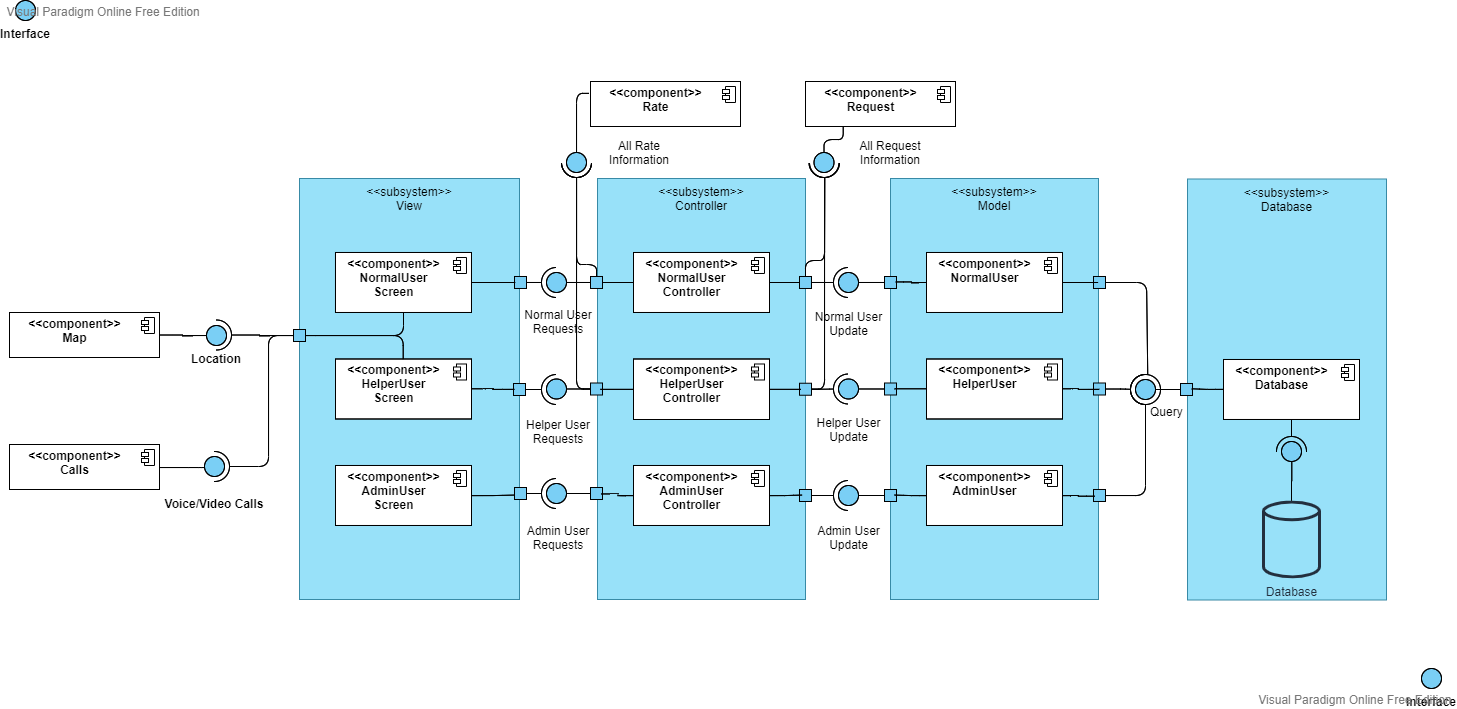 Visual Paradigm Online Free Edition
Interface
<<component>>
Rate
<<component>>
Request
All Rate
Information
All Request
Information
<<subsystem>>
View
<<subsystem>>
Controller
<<subsystem>>
Model
<<subsystem>>
Database
<<component>>
NormalUser
Screen
<<component>>
NormalUser
Controller
<<component>>
NormalUser
Normal User
Requests
Normal User
Update
<<component>>
Map
Location
<<component>>
HelperUser
Screen
<<component>>
HelperUser
Controller
<<component>>
HelperUser
<<component>>
Database
Query
Helper User
Requests
Helper User
Update
<<component>>
Calls
Voice/Video Calls
<<component>>
AdminUser
Screen
<<component>>
AdminUser
Controller
<<component>>
AdminUser
Admin User
Requests
Admin User
Update
Database
Visual Paradigm Online Free Edition
Interface